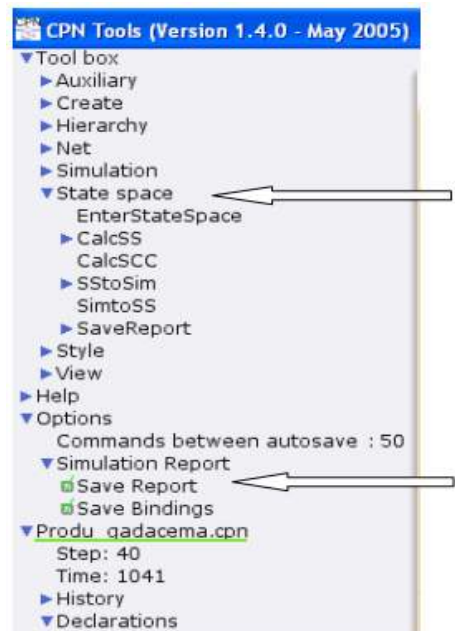 CPN Tools (Version 1.4.0 - May 2005)
Tool box
Auxiliary
Create
Hierarchy
Net
Simulation
State space
EnterStateSpace
CalcSS
CalcSCC
SStoSim
SimtoSS
SaveReport
Style
View
Help
Options
Commands between autosave : 50
Simulation Report
Save Report
Save Bindings
Produ_qadacema.cpn
Step: 40
Time: 1041
History
Declarations